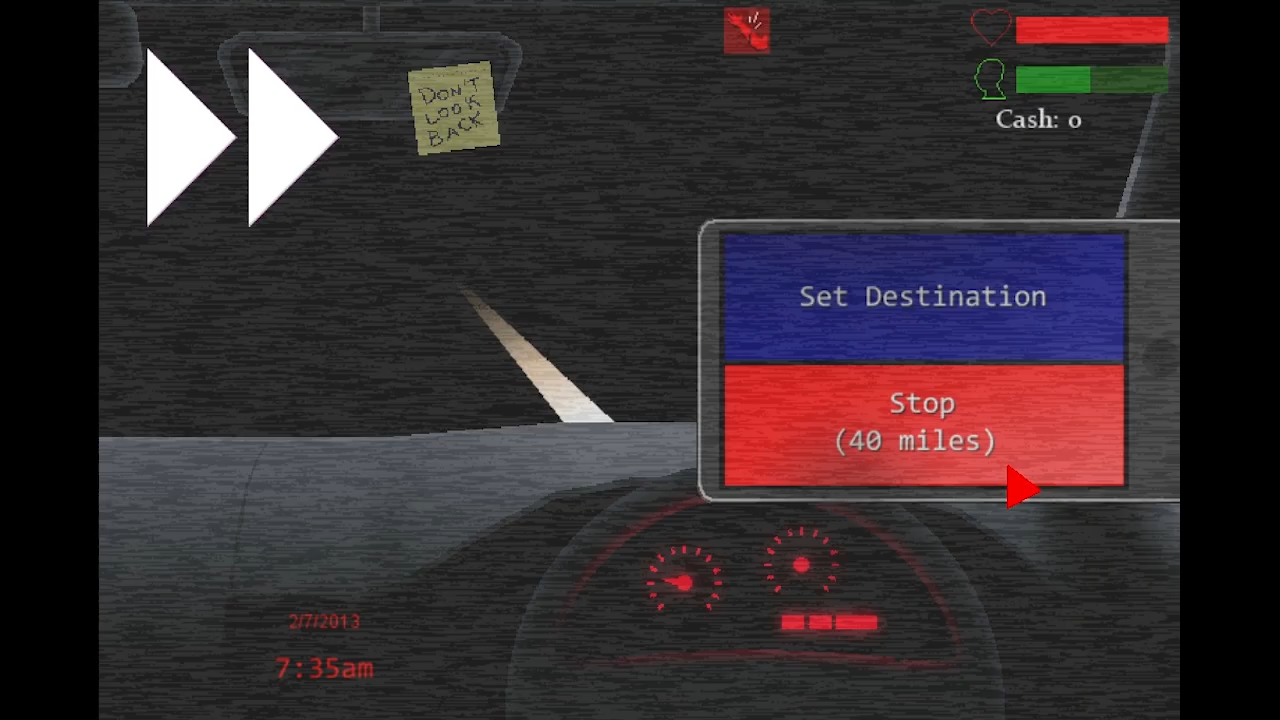 DON'T
LOOK
BACK
Cash: 0
Set Destination
Stop
(40 miles)
2/7/2013
7:35am